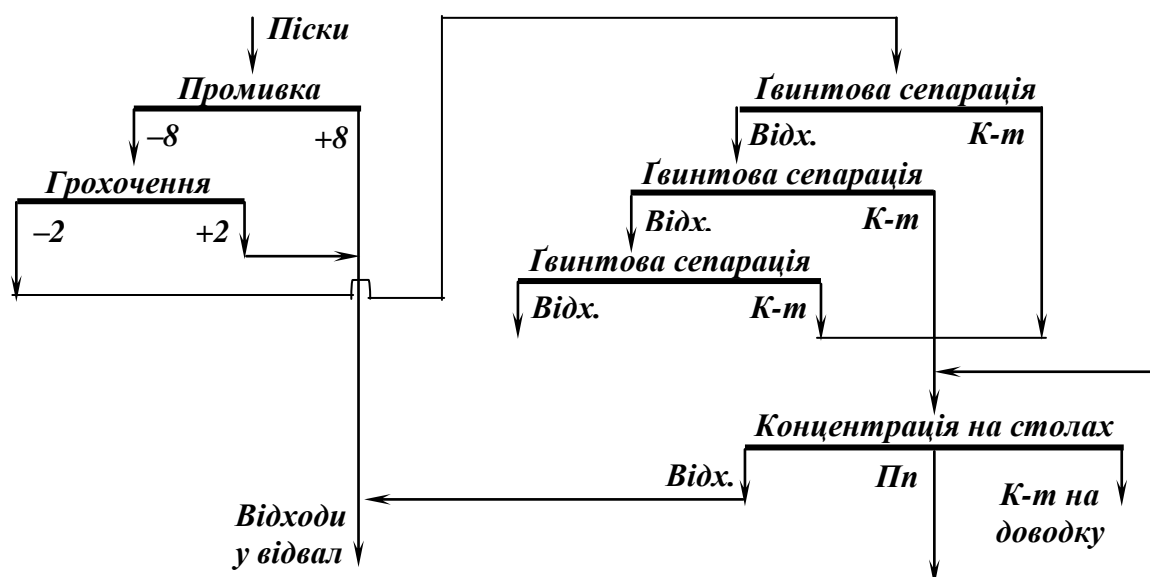 Піски
Промивка
Ґвинтова сепарація
–8 +8
Відх. К-т
Грохочення
Ґвинтова сепарація
–2 +2
Відх. К-т
Ґвинтова сепарація
Відх. К-т
Концентрація на столах
Відх. Пп К-т на
доводку
Відходи
у відвал